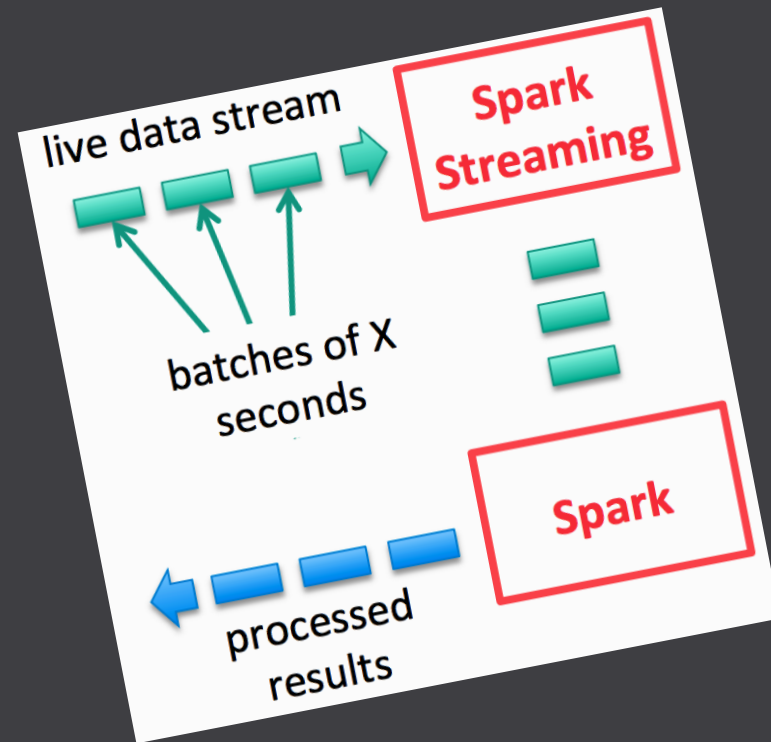 live data stream
Spark
Streaming
batches of X
seconds
Spark
processed
results